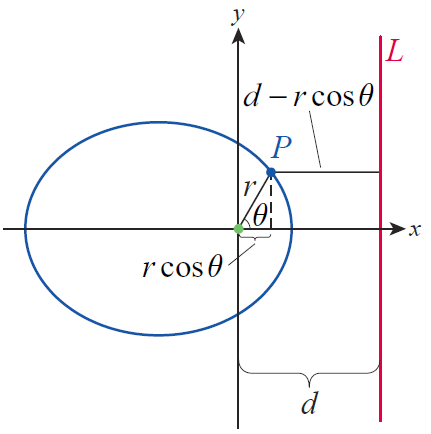 y
L
d − r cos θ
P
r
θ
x
r cos θ
d